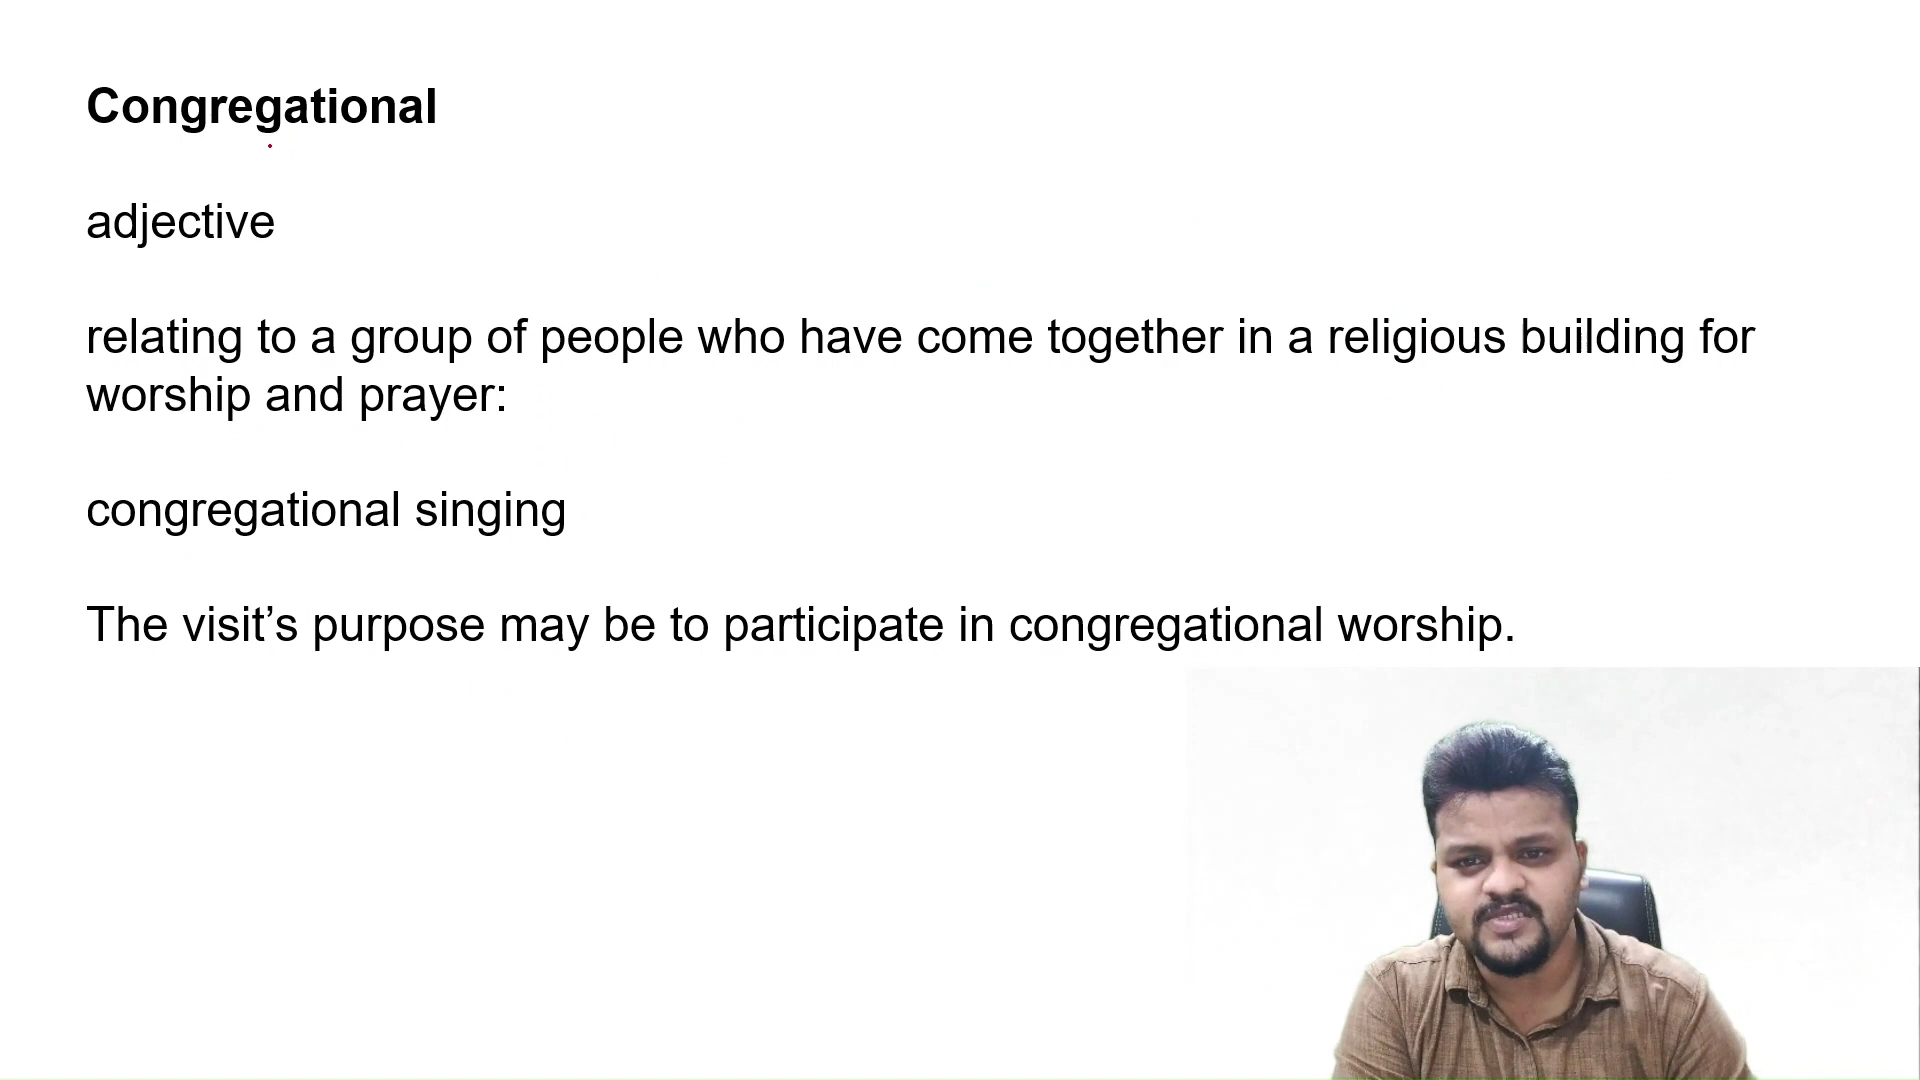 Congregational
adjective
relating to a group of people who have come together in a religious building for
worship and prayer:
congregational singing
The visit’s purpose may be to participate in congregational worship.